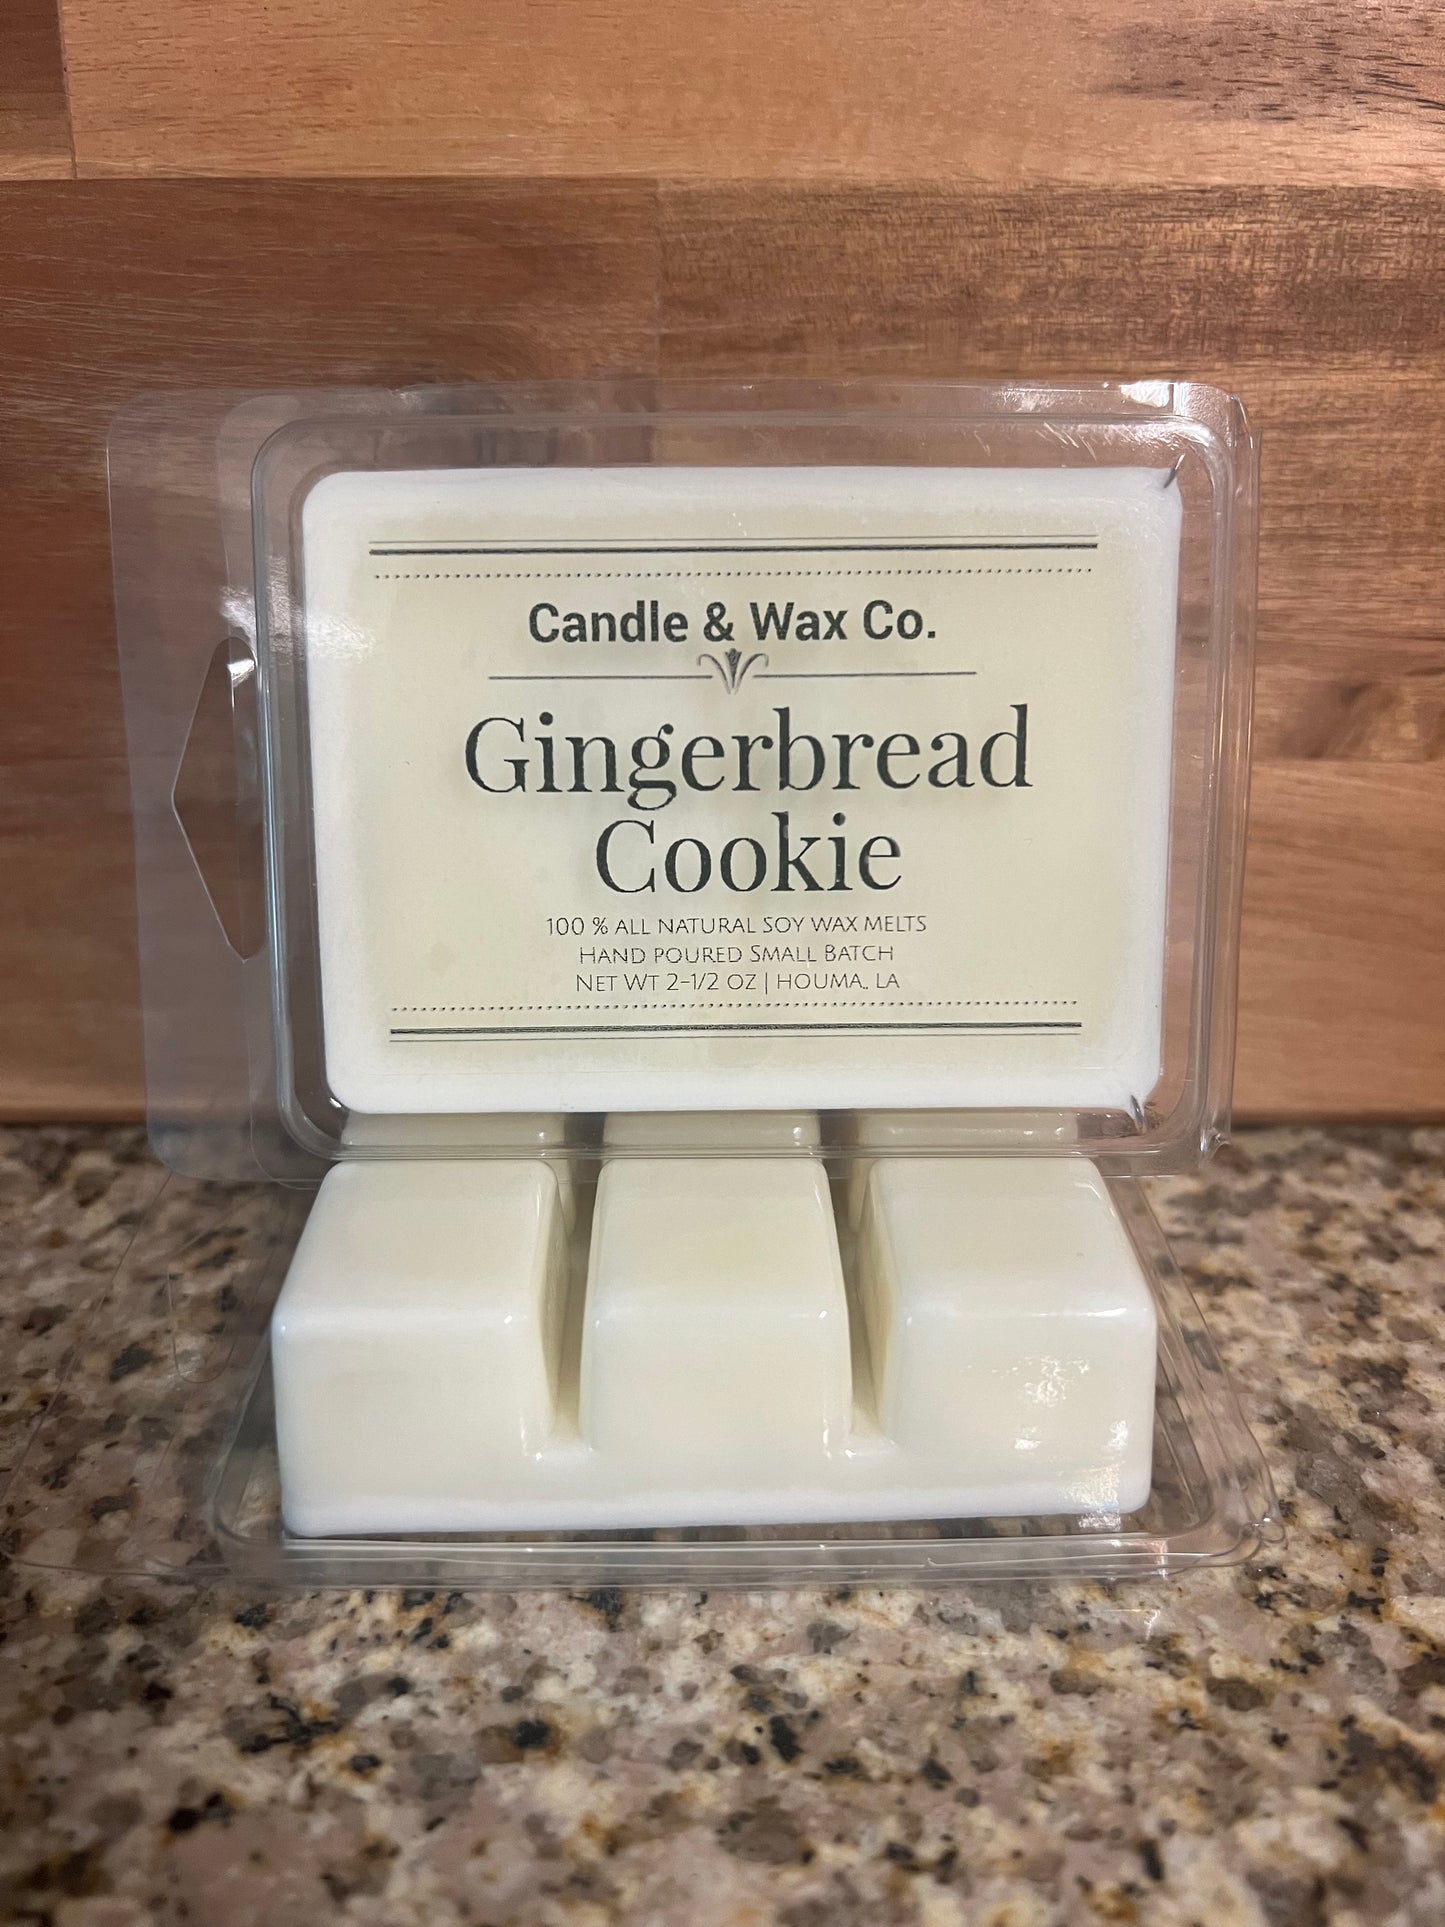 Candle & Wax Co.
Gingerbread
Cookie
100 % ALL NATURAL SOY WAX MELTS
HAND POURED SMALL BATCH
NET WT 2-1/2 OZ | HOUMA, LA